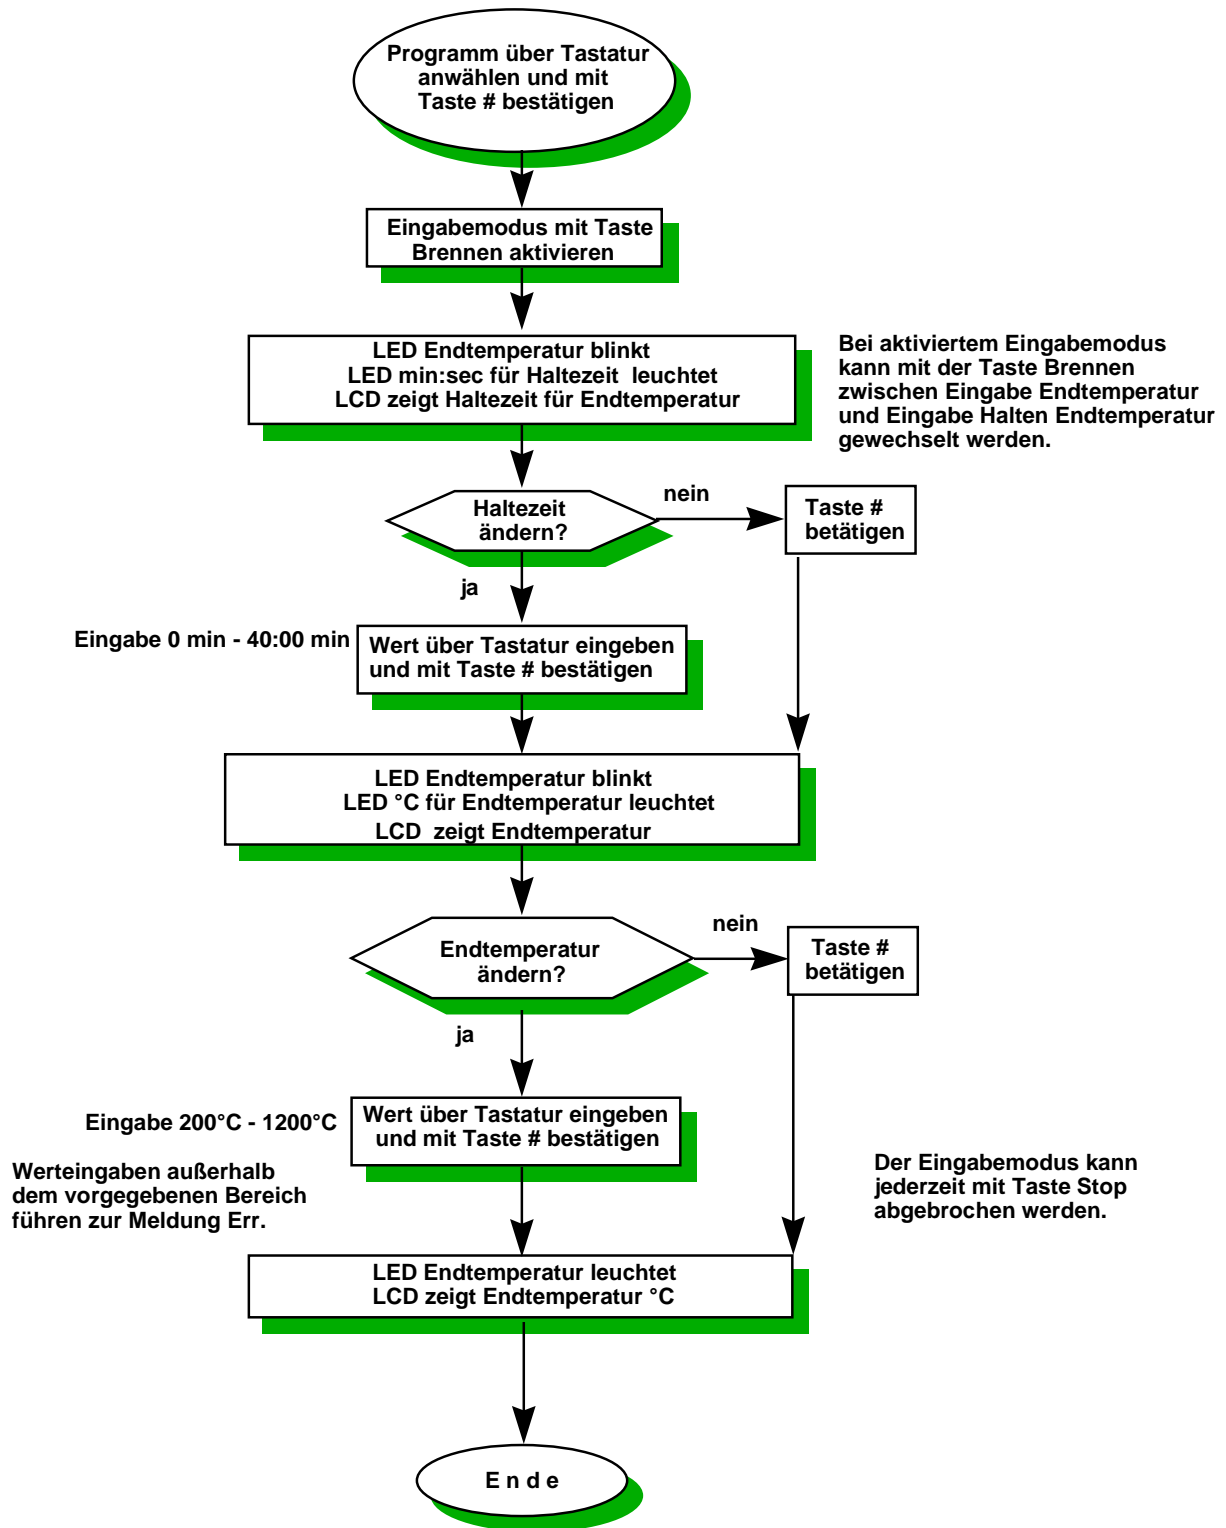 Programm über Tastatur
anwählen und mit
Taste # bestätigen
Eingabemodus mit Taste
Brennen aktivieren
LED Endtemperatur blinkt
LED min:sec für Haltezeit leuchtet
LCD zeigt Haltezeit für Endtemperatur
Bei aktiviertem Eingabemodus
kann mit der Taste Brennen
zwischen Eingabe Endtemperatur
und Eingabe Halten Endtemperatur
gewechselt werden.
Haltezeit
ändern?
nein
Taste #
betätigen
ja
Eingabe 0 min - 40:00 min
Wert über Tastatur eingeben
und mit Taste # bestätigen
LED Endtemperatur blinkt
LED °C für Endtemperatur leuchtet
LCD zeigt Endtemperatur
Endtemperatur
ändern?
nein
Taste #
betätigen
ja
Eingabe 200°C - 1200°C
Wert über Tastatur eingeben
und mit Taste # bestätigen
Werteingaben außerhalb
dem vorgegebenen Bereich
führen zur Meldung Err.
Der Eingabemodus kann
jederzeit mit Taste Stop
abgebrochen werden.
LED Endtemperatur leuchtet
LCD zeigt Endtemperatur °C
E n d e